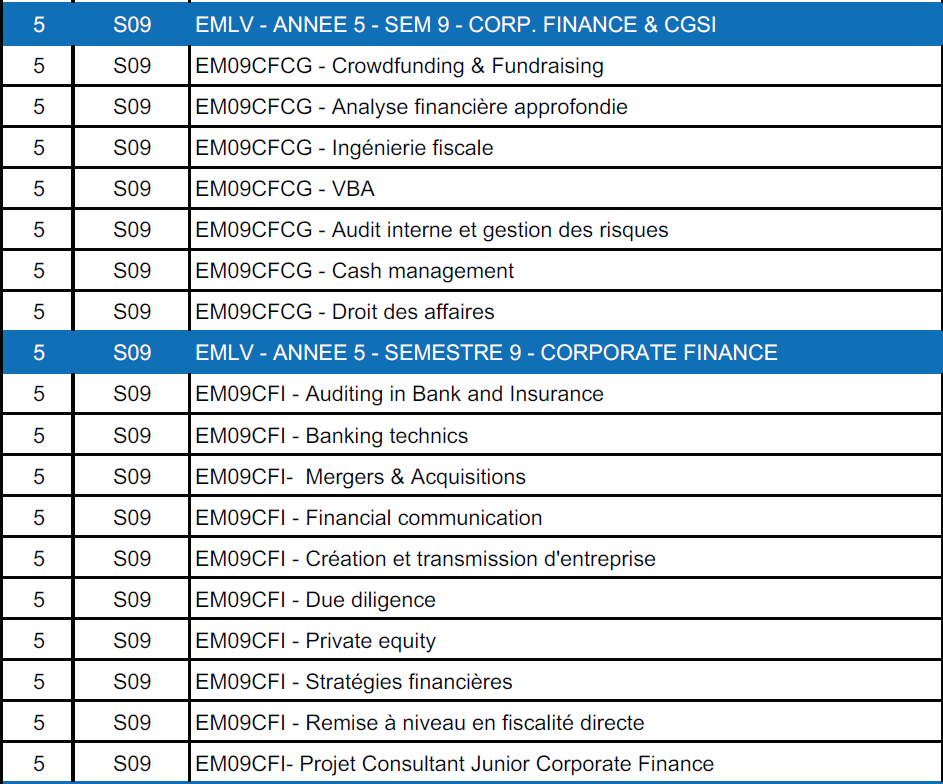 5 S09 EMLV - ANNEE 5 - SEM 9 - CORP. FINANCE & CGSI
5 S09 EM09CFCG - Crowdfunding & Fundraising
5 S09 EM09CFCG - Analyse financière approfondie
5 S09 EM09CFCG - Ingénierie fiscale
5 S09 EM09CFCG - VBA
5 S09 EM09CFCG - Audit interne et gestion des risques
5 S09 EM09CFCG - Cash management
5 S09 EM09CFCG - Droit des affaires
5 S09 EMLV - ANNEE 5 - SEMESTRE 9 - CORPORATE FINANCE
5 S09 EM09CFI - Auditing in Bank and Insurance
5 S09 EM09CFI - Banking technics
5 S09 EM09CFI-  Mergers & Acquisitions
5 S09 EM09CFI - Financial communication
5 S09 EM09CFI - Création et transmission d'entreprise
5 S09 EM09CFI - Due diligence
5 S09 EM09CFI - Private equity
5 S09 EM09CFI - Stratégies financières
5 S09 EM09CFI - Remise à niveau en fiscalité directe
5 S09 EM09CFI- Projet Consultant Junior Corporate Finance